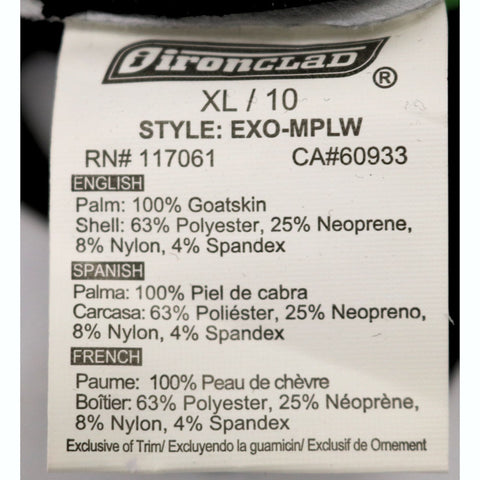 IRONCLAD ®
XL / 10
STYLE: EXO-MPLW
RN# 117061 CA#60933
ENGLISH
Palm: 100% Goatskin
Shell: 63% Polyester, 25% Neoprene,
8% Nylon, 4% Spandex
SPANISH
Palma: 100% Piel de cabra
Carcasa: 63% Poliéster, 25% Neopreno,
8% Nylon, 4% Spandex
FRENCH
Paume: 100% Peau de chèvre
Boîtier: 63% Polyester, 25% Néoprène,
8% Nylon, 4% Spandex
Exclusive of Trim/ Excluyendo la guarnicin/ Exclusif de Ornement